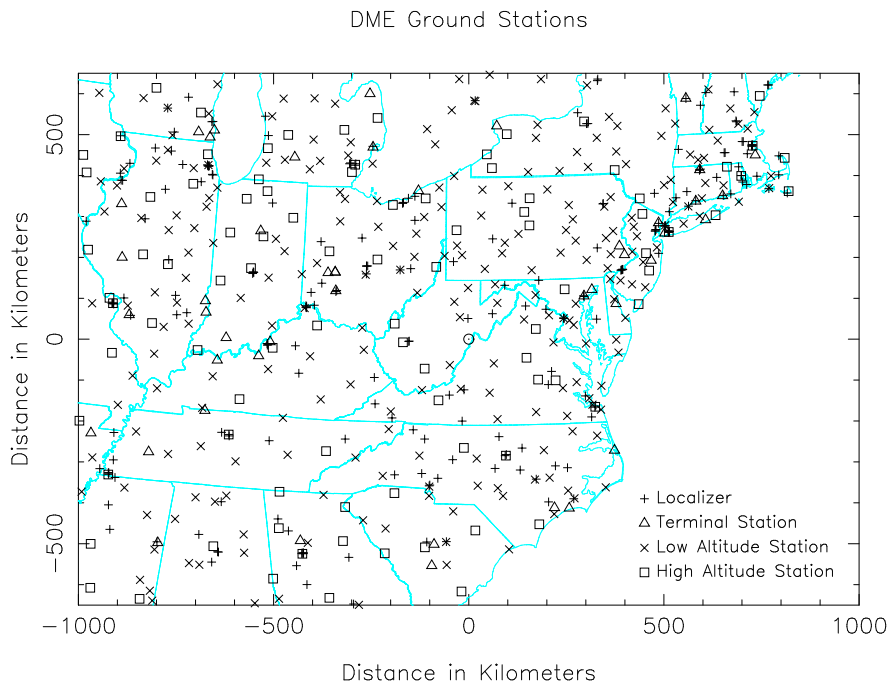 DME Ground Stations
Distance in Kilometers
500
0
−500
+ Localizer
△ Terminal Station
× Low Altitude Station
□ High Altitude Station
−1000
−500
0
500
1000
Distance in Kilometers